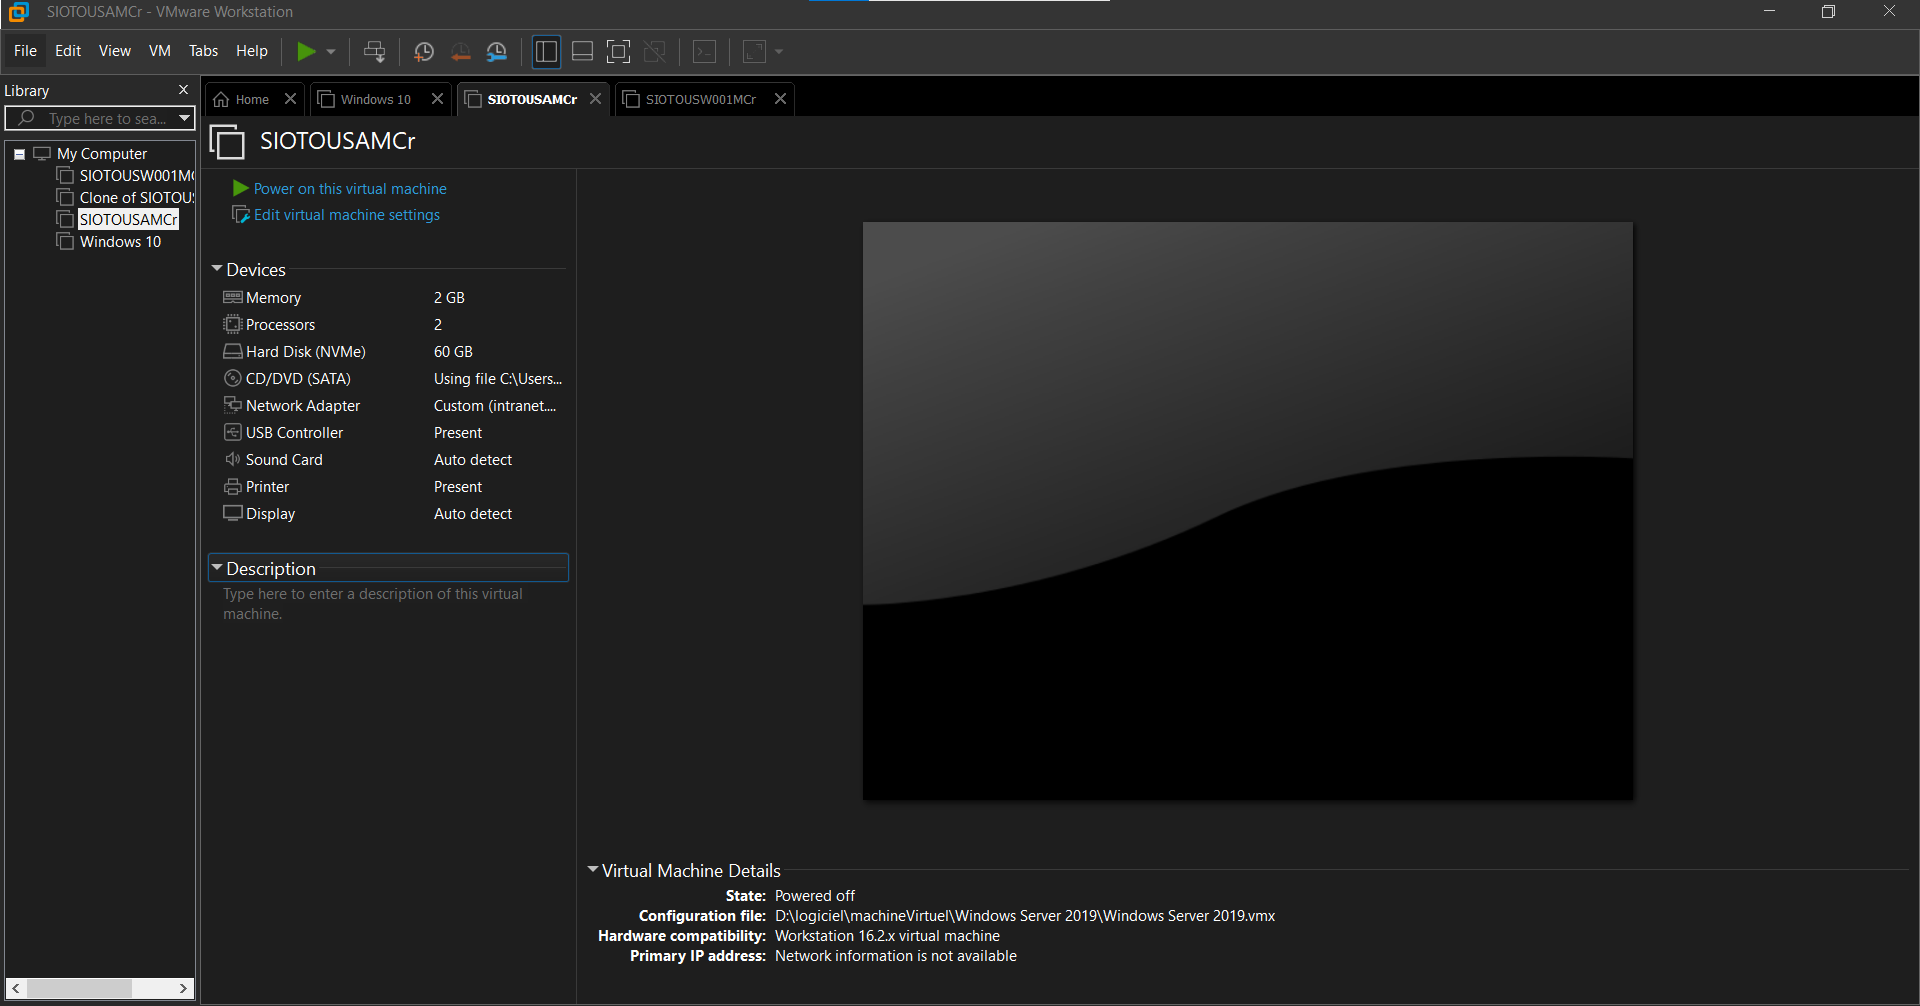 SIOTOUSAMCr - VMware Workstation
File Edit View VM Tabs Help
Library
Type here to sea...
My Computer
SIOTOUSW001MC
Clone of SIOTOUS
SIOTOUSAMCr
Windows 10
Home
Windows 10
SIOTOUSAMCr
SIOTOUSW001MCr
SIOTOUSAMCr
Power on this virtual machine
Edit virtual machine settings
Devices
Memory 2 GB
Processors 2
Hard Disk (NVMe) 60 GB
CD/DVD (SATA) Using file C:\Users...
Network Adapter Custom (intranet....
USB Controller Present
Sound Card Auto detect
Printer Present
Display Auto detect
Description
Type here to enter a description of this virtual
machine.
Virtual Machine Details
State: Powered off
Configuration file: D:\logiciel\machineVirtuel\Windows Server 2019\Windows Server 2019.vmx
Hardware compatibility: Workstation 16.2.x virtual machine
Primary IP address: Network information is not available